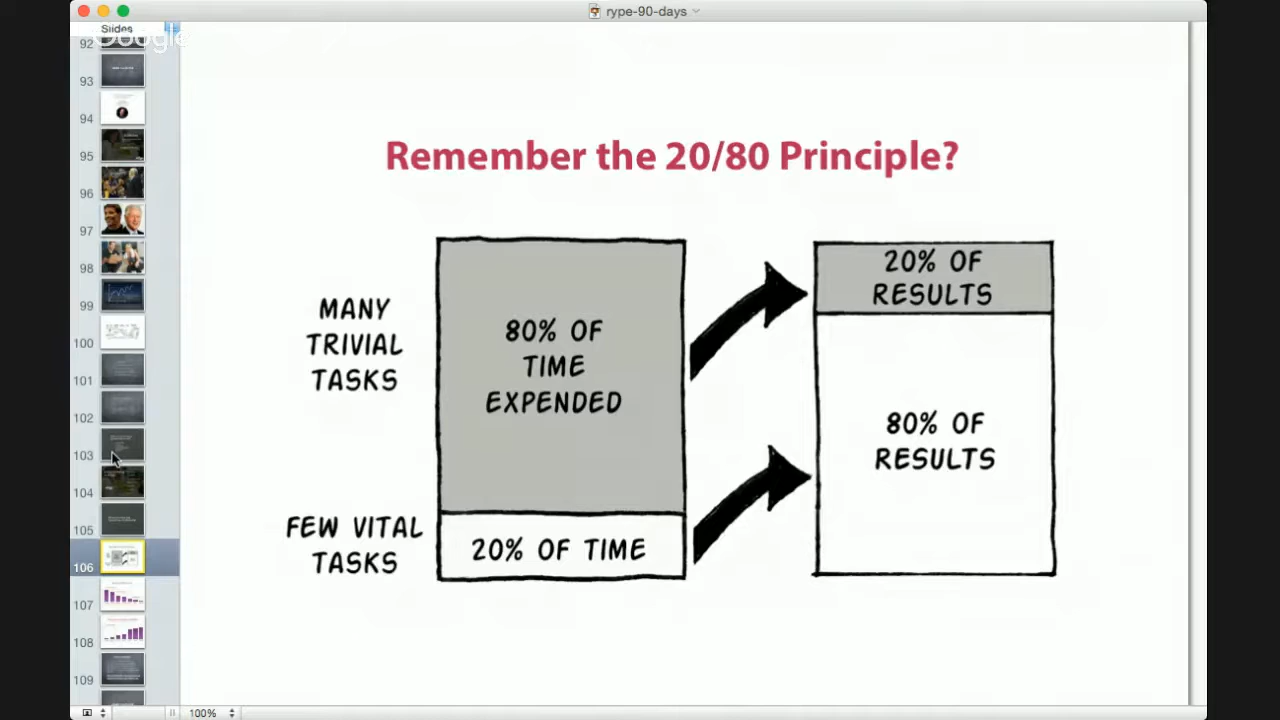 rype-90-days
Slides
Google
92
93
94
95
96
97
98
99
100
101
102
103
104
105
106
107
108
109
Remember the 20/80 Principle?
MANY
TRIVIAL
TASKS
80% OF
TIME
EXPENDED
20% OF
RESULTS
80% OF
RESULTS
FEW VITAL
TASKS
20% OF TIME
100%